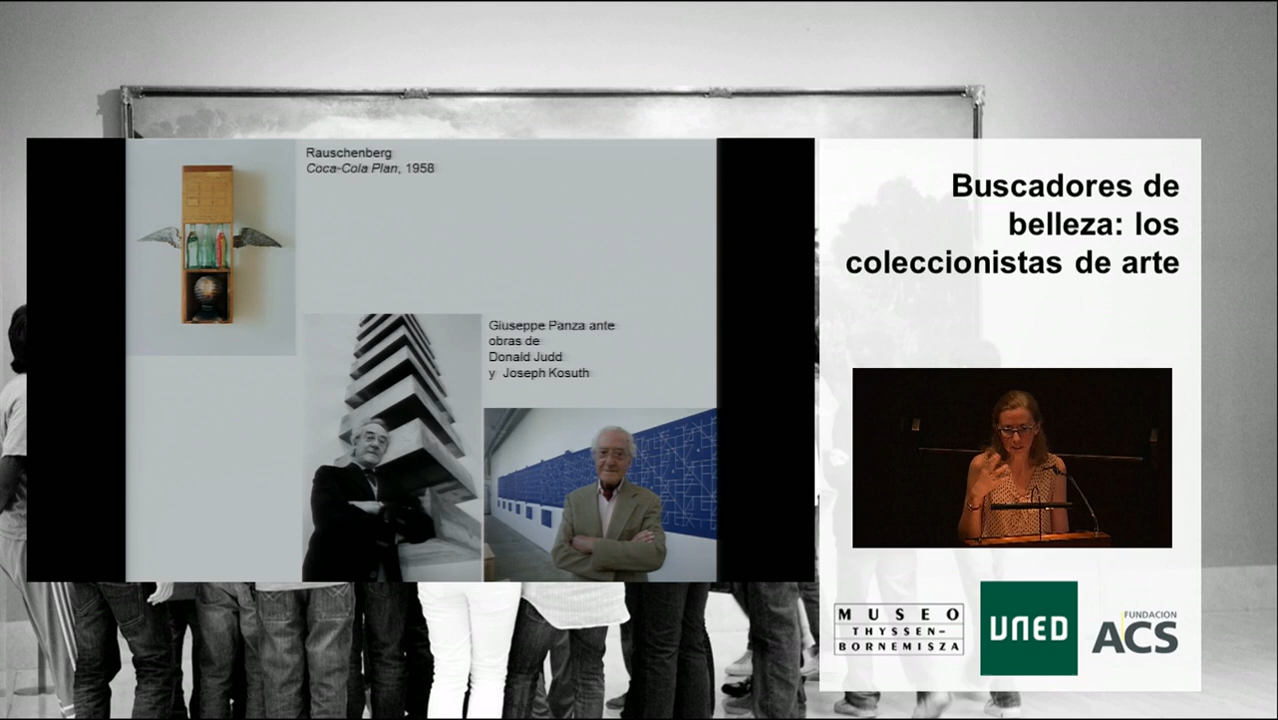 Rauschenberg
Coca-Cola Plan, 1958
Giuseppe Panza ante
obras de
Donald Judd
y Joseph Kosuth
Buscadores de
belleza: los
coleccionistas de arte
MUSEO
THYSSEN-
BORNEMISZA
UNED
FUNDACION
ACS